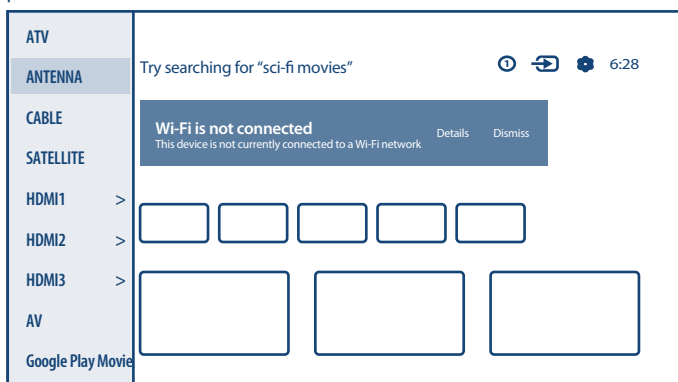 ATV
ANTENNA
CABLE
SATELLITE
HDMI1 >
HDMI2 >
HDMI3 >
AV
Google Play Movie
Try searching for “sci-fi movies”
1
6:28
Wi-Fi is not connected
This device is not currently connected to a Wi-Fi network
Details
Dismiss